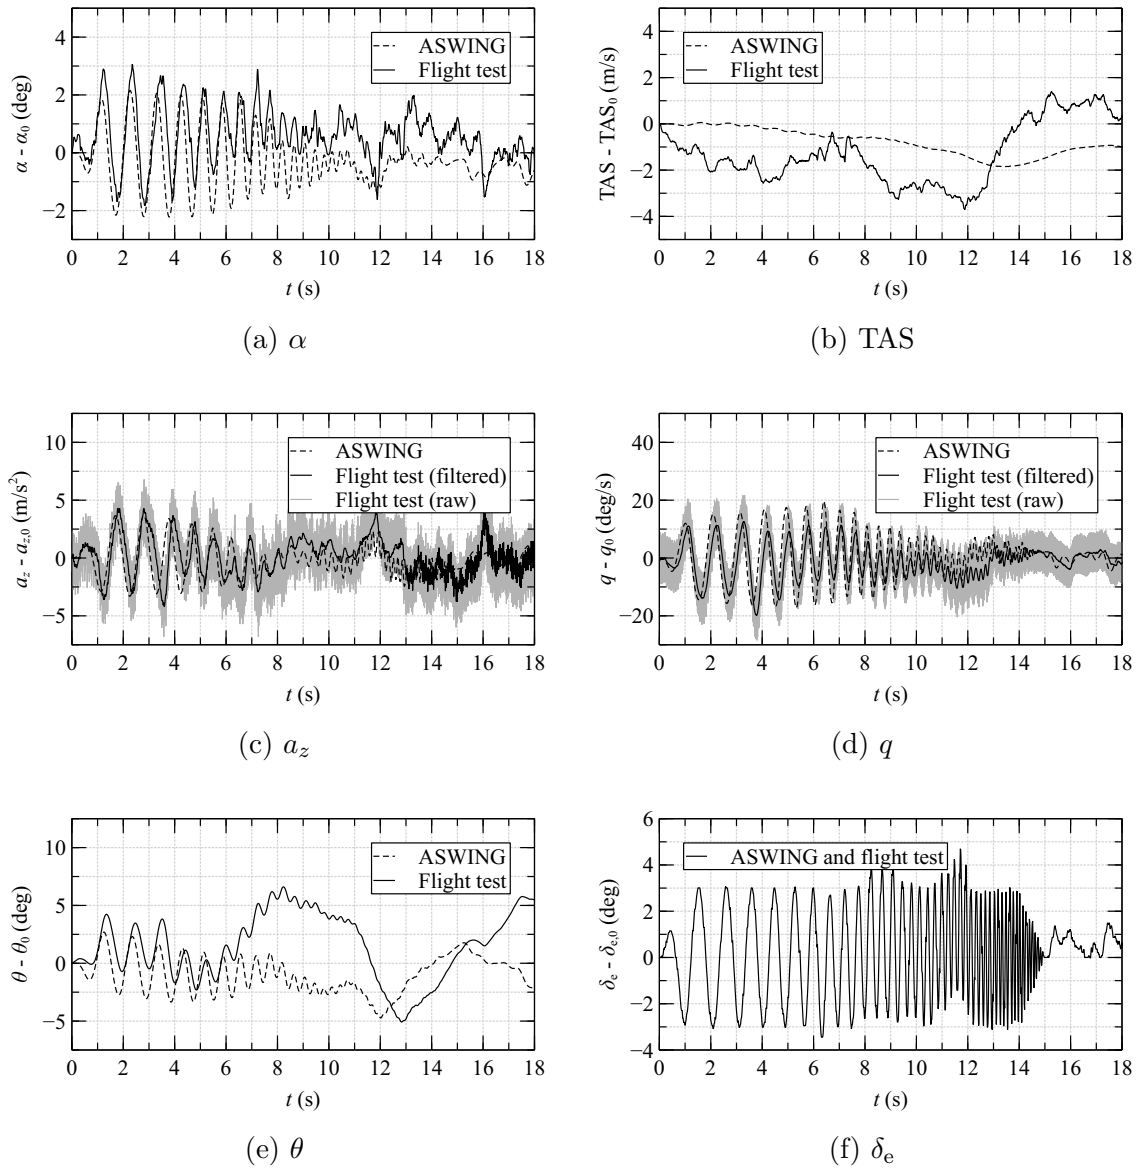 4
2
0
−2
α - α0 (deg)
ASWING
Flight test
0 2 4 6 8 10 12 14 16 18
t (s)
(a) α
4
2
0
−2
−4
TAS - TAS0 (m/s)
ASWING
Flight test
0 2 4 6 8 10 12 14 16 18
t (s)
(b) TAS
10
5
0
−5
az - az,0 (m/s2)
ASWING
Flight test (filtered)
Flight test (raw)
0 2 4 6 8 10 12 14 16 18
t (s)
(c) az
40
20
0
−20
q - q0 (deg/s)
ASWING
Flight test (filtered)
Flight test (raw)
0 2 4 6 8 10 12 14 16 18
t (s)
(d) q
10
5
0
−5
θ - θ0 (deg)
ASWING
Flight test
0 2 4 6 8 10 12 14 16 18
t (s)
(e) θ
6
4
2
0
−2
−4
δe - δe,0 (deg)
ASWING and flight test
0 2 4 6 8 10 12 14 16 18
t (s)
(f) δe